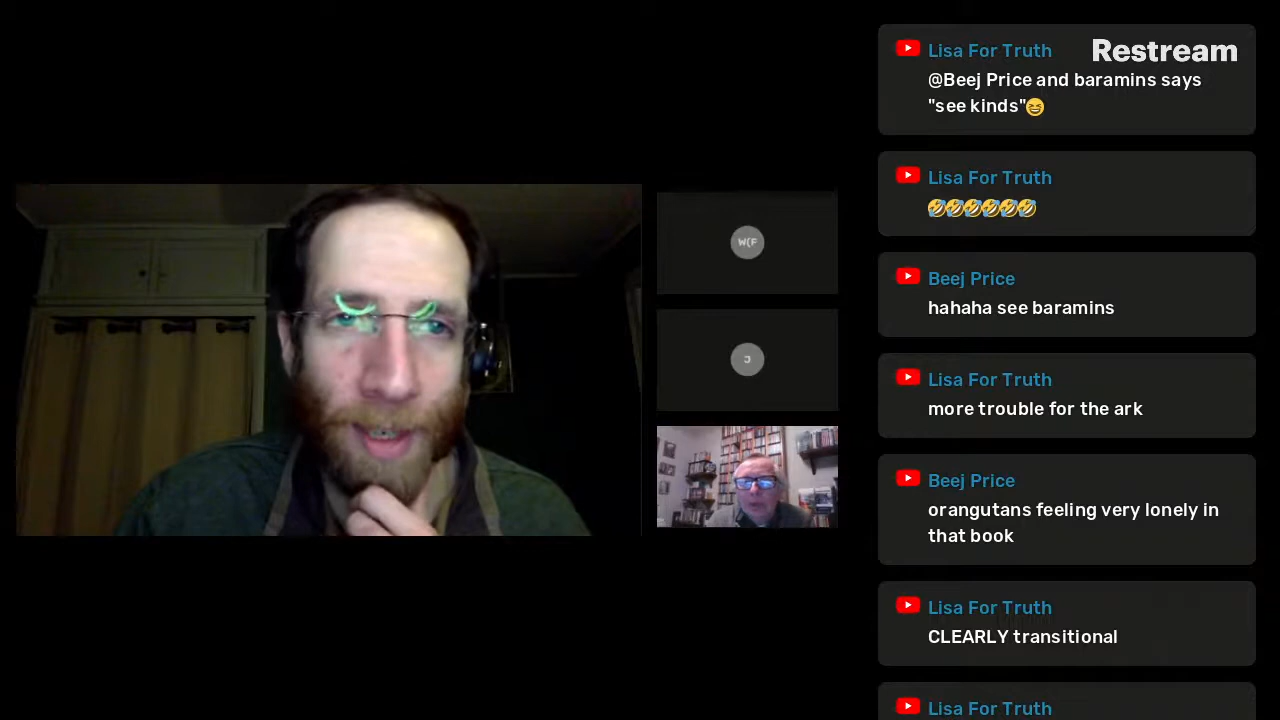 Restream
Lisa For Truth
@Beej Price and baramins says
"see kinds"😆
Lisa For Truth
🤣🤣🤣🤣🤣🤣
Beej Price
hahaha see baramins
Lisa For Truth
more trouble for the ark
Beej Price
orangutans feeling very lonely in
that book
Lisa For Truth
CLEARLY transitional
Lisa For Truth
W(F
J